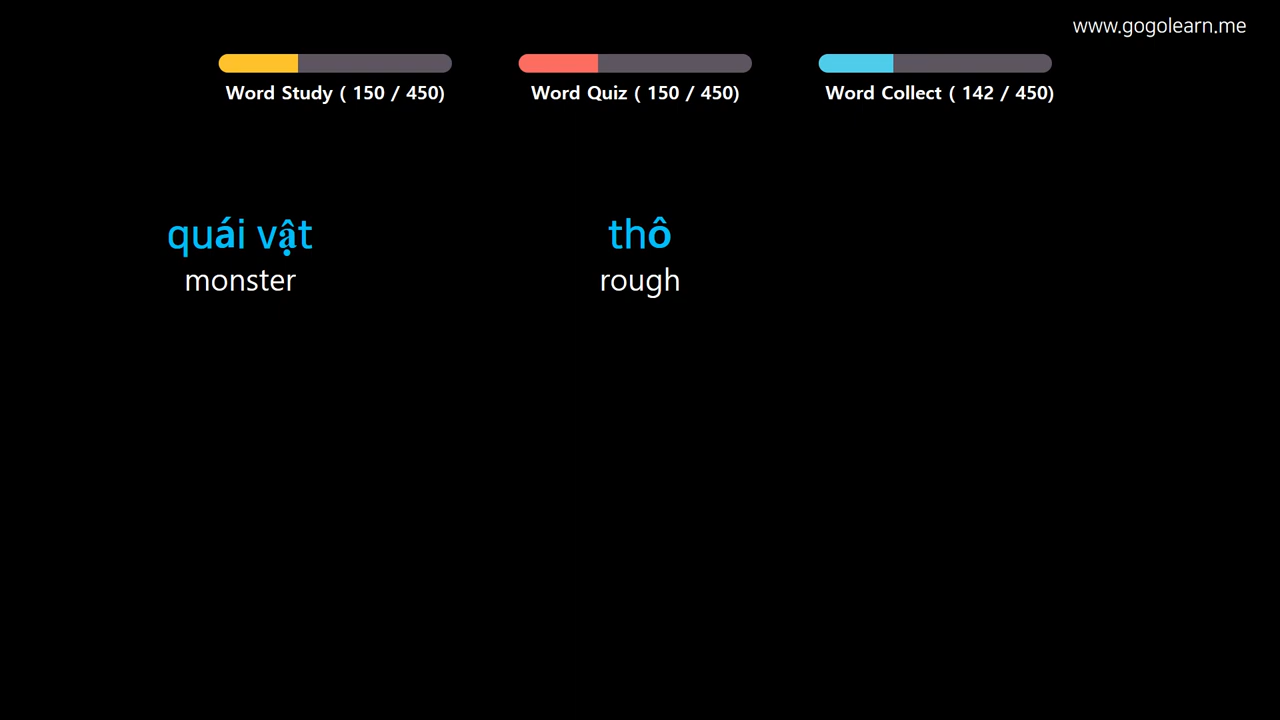 www.gogolearn.me
Word Study ( 150 / 450)
Word Quiz ( 150 / 450)
Word Collect ( 142 / 450)
quái vật
monster
thô
rough